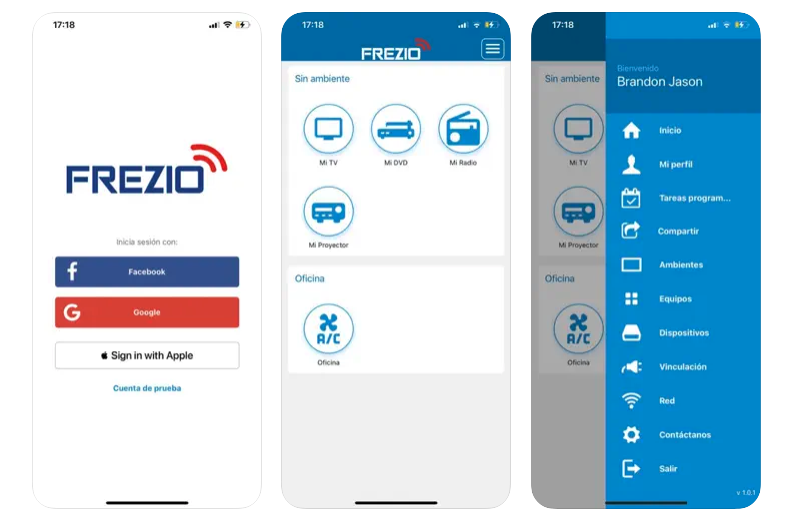 17:18
FREZIO
Inicia sesión con:
Facebook
Google
Sign in with Apple
Cuenta de prueba
17:18
FREZIO
Sin ambiente
Mi TV
Mi DVD
Mi Radio
Mi Proyector
Oficina
A/C
Oficina
17:18
Sin ambiente
Mi TV
Mi Proyector
Oficina
A/C
Oficina
Bienvenido
Brandon Jason
Inicio
Mi perfil
Tareas program...
Compartir
Ambientes
Equipos
Dispositivos
Vinculación
Red
Contáctanos
Salir
v 1.0.1